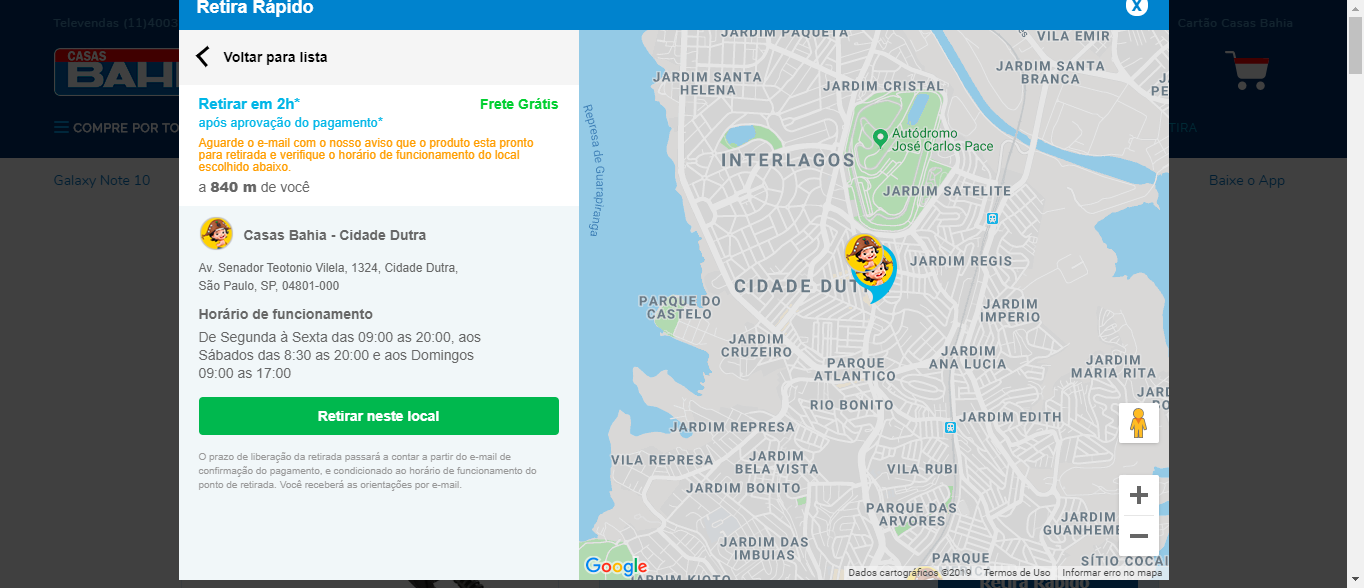 Retira Rápido
X
Televendas (11)4003
Cartão Casas Bahia
CASAS
BAHI
COMPRE POR TO
TIRA
Galaxy Note 10
Baixe o App
Voltar para lista
Retirar em 2h*
Frete Grátis
após aprovação do pagamento*
Aguarde o e-mail com o nosso aviso que o produto esta pronto
para retirada e verifique o horário de funcionamento do local
escolhido abaixo.
a 840 m de você
Casas Bahia - Cidade Dutra
Av. Senador Teotonio Vilela, 1324, Cidade Dutra,
São Paulo, SP, 04801-000
Horário de funcionamento
De Segunda à Sexta das 09:00 as 20:00, aos
Sábados das 8:30 as 20:00 e aos Domingos
09:00 as 17:00
Retirar neste local
O prazo de liberação da retirada passará a contar a partir do e-mail de
confirmação do pagamento, e condicionado ao horário de funcionamento do
ponto de retirada. Você receberá as orientações por e-mail.
JARDIM PAQUETA
VILA EMIR
JARDIM SANTA
HELENA
JARDIM SANTA
BRANCA
JARDIM CRISTAL
Represa de Guarapiranga
Autódromo
José Carlos Pace
INTERLAGOS
JARDIM SATELITE
JARDIM REGIS
CIDADE DUT
PARQUE DO
CASTELO
JARDIM
IMPERIO
JARDIM
CRUZEIRO
JARDIM
ANA LUCIA
PARQUE
ATLANTICO
JARDIM
MARIA RITA
RIO BONITO
JARDIM EDITH
JARDIM REPRESA
VILA REPRESA
JARDIM
BELA VISTA
VILA RUBI
JARDIM BONITO
PARQUE DAS
ARVORES
JARDIM
GUANHEM
JARDIM DAS
IMBUIAS
PARQUE
SÍTIO COCAI
JARDIM KIOTO
Google
Dados cartográficos ©2019
Termos de Uso
Informar erro no mapa
Retira Rápido